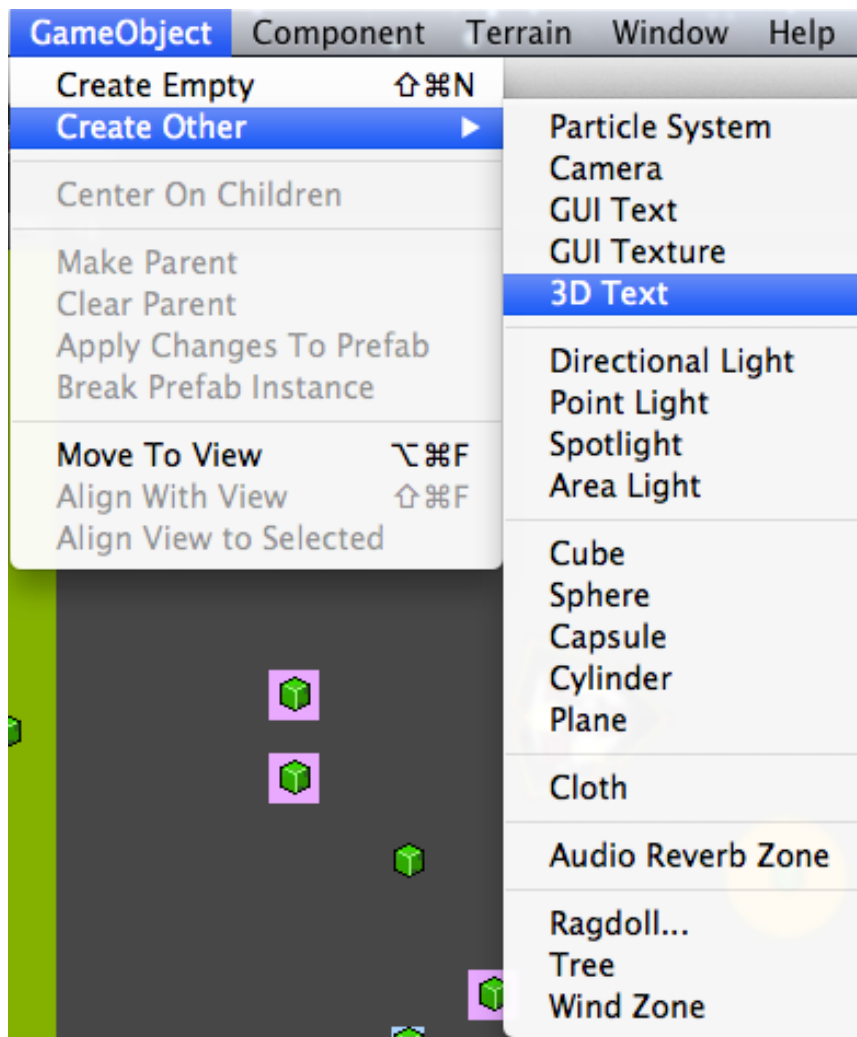 GameObject Component Terrain Window Help
Create Empty ⇧⌘N
Create Other ▶
Center On Children
Make Parent
Clear Parent
Apply Changes To Prefab
Break Prefab Instance
Move To View ⌥⌘F
Align With View ⇧⌘F
Align View to Selected
Particle System
Camera
GUI Text
GUI Texture
3D Text
Directional Light
Point Light
Spotlight
Area Light
Cube
Sphere
Capsule
Cylinder
Plane
Cloth
Audio Reverb Zone
Ragdoll...
Tree
Wind Zone